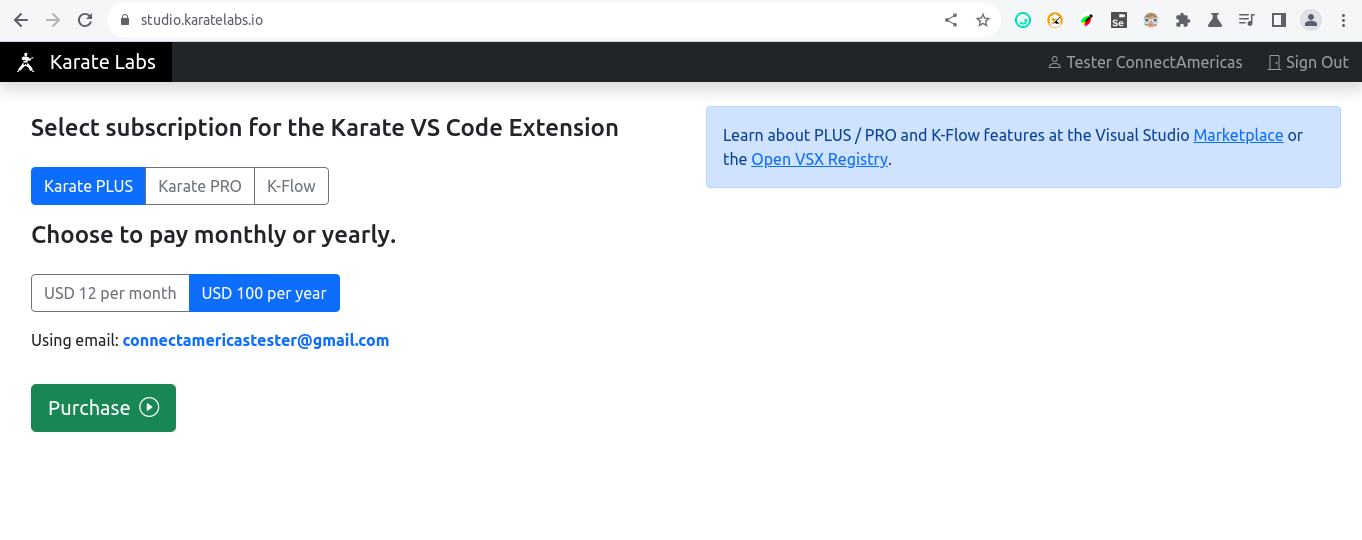 studio.karatelabs.io
Se
Karate Labs
Tester ConnectAmericas
Sign Out
Select subscription for the Karate VS Code Extension
Karate PLUS
Karate PRO
K-Flow
Choose to pay monthly or yearly.
USD 12 per month
USD 100 per year
Using email: connectamericastester@gmail.com
Purchase
Learn about PLUS / PRO and K-Flow features at the Visual Studio Marketplace or
the Open VSX Registry.